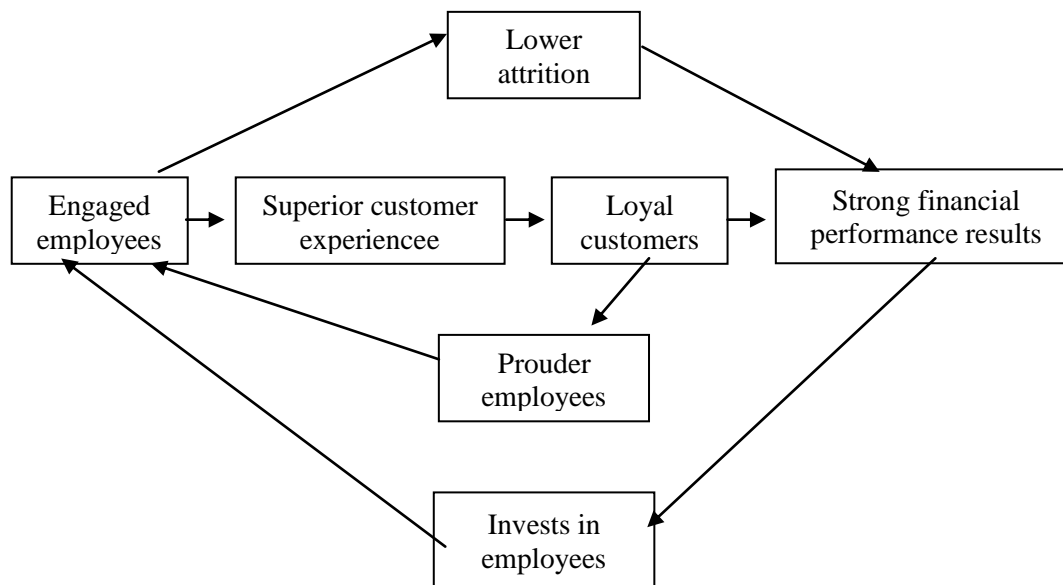 Lower
attrition
Engaged
employees
Superior customer
experiencee
Loyal
customers
Strong financial
performance results
Prouder
employees
Invests in
employees